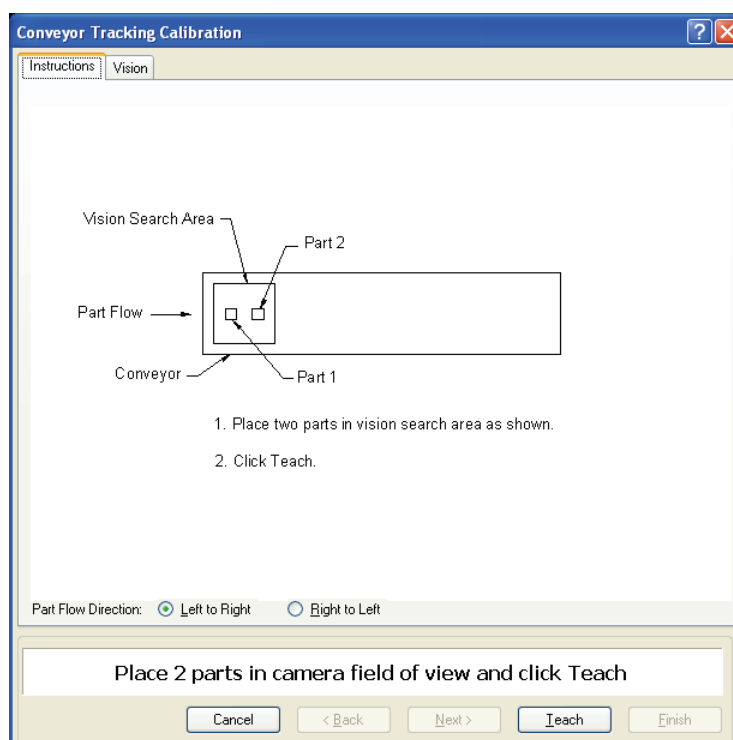 Conveyor Tracking Calibration
Instructions Vision
Vision Search Area
Part 2
Part Flow
Conveyor
Part 1
1. Place two parts in vision search area as shown.
2. Click Teach.
Part Flow Direction: Left to Right Right to Left
Place 2 parts in camera field of view and click Teach
Cancel < Back Next > Teach Finish